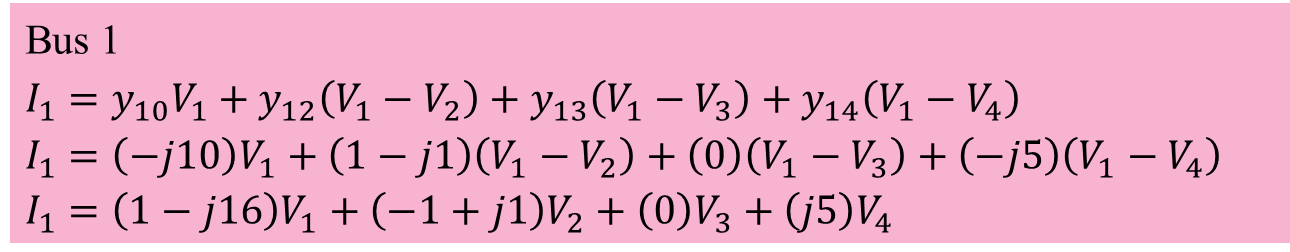 Bus 1
I₁ = y₁₀V₁ + y₁₂(V₁ − V₂) + y₁₃(V₁ − V₃) + y₁₄(V₁ − V₄)
I₁ = (−j10)V₁ + (1 − j1)(V₁ − V₂) + (0)(V₁ − V₃) + (−j5)(V₁ − V₄)
I₁ = (1 − j16)V₁ + (−1 + j1)V₂ + (0)V₃ + (j5)V₄